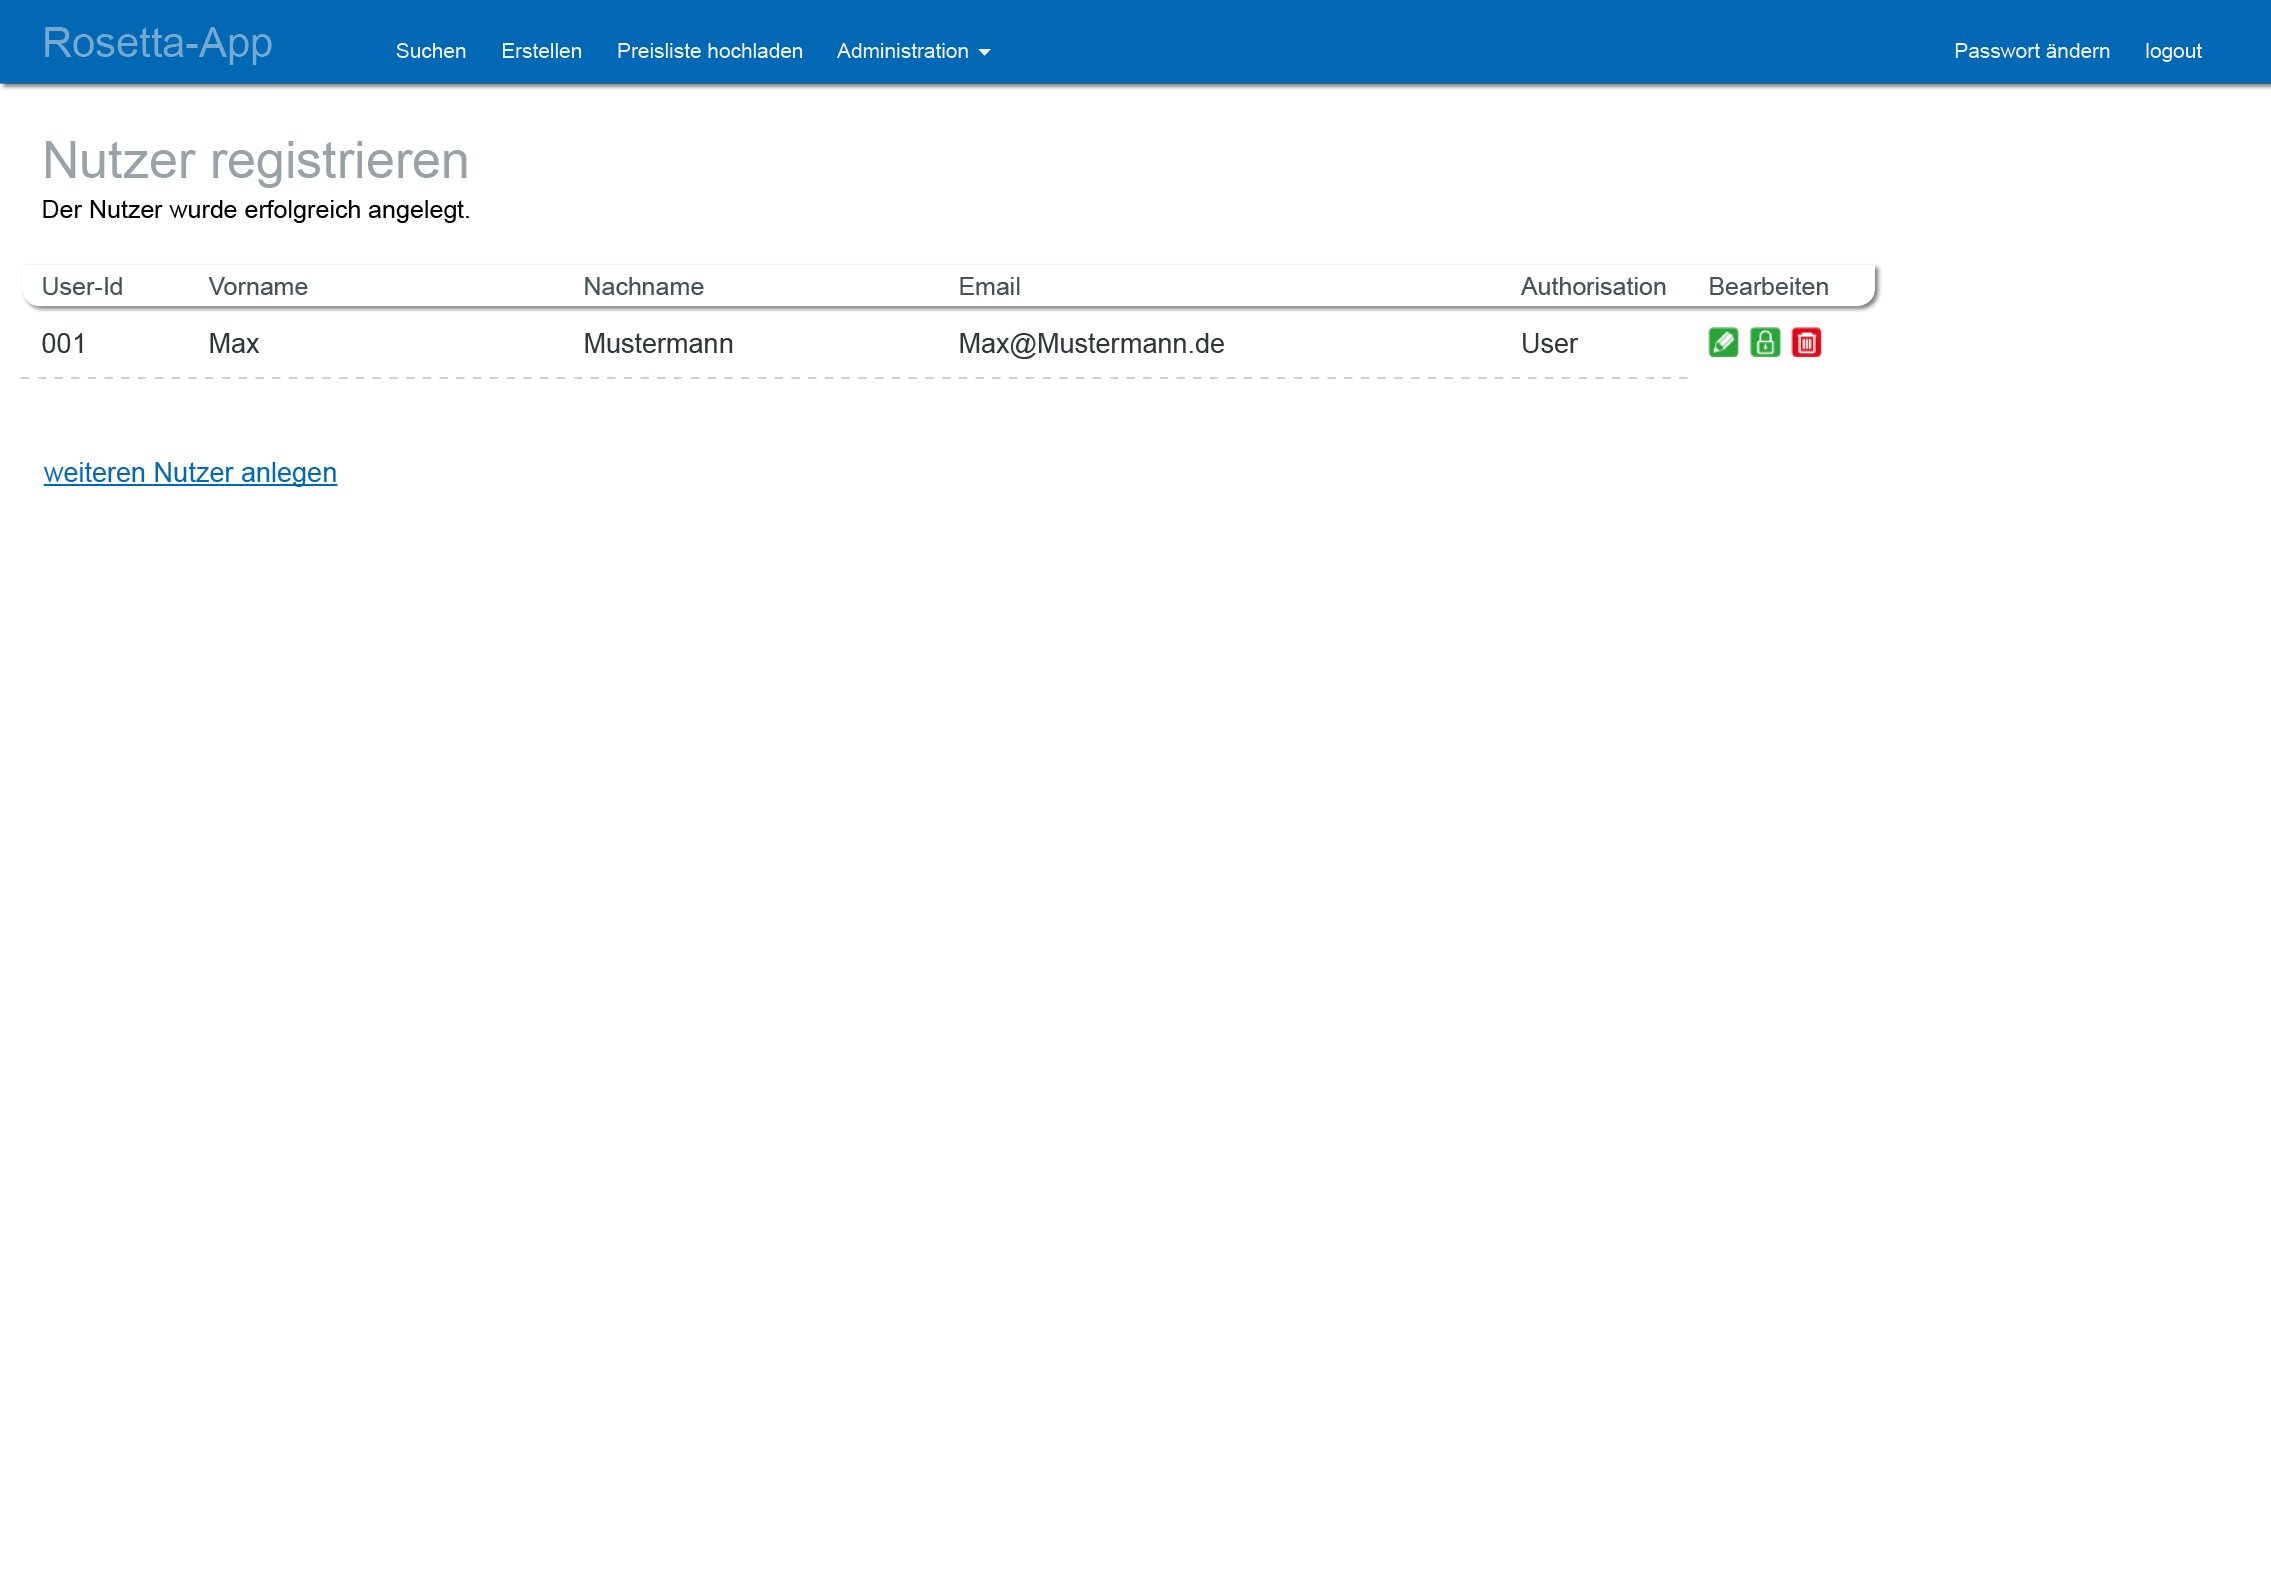 Rosetta-App Suchen Erstellen Preisliste hochladen Administration Passwort ändern logout
Nutzer registrieren
Der Nutzer wurde erfolgreich angelegt.
User-Id Vorname Nachname Email Authorisation Bearbeiten
001 Max Mustermann Max@Mustermann.de User
weiteren Nutzer anlegen